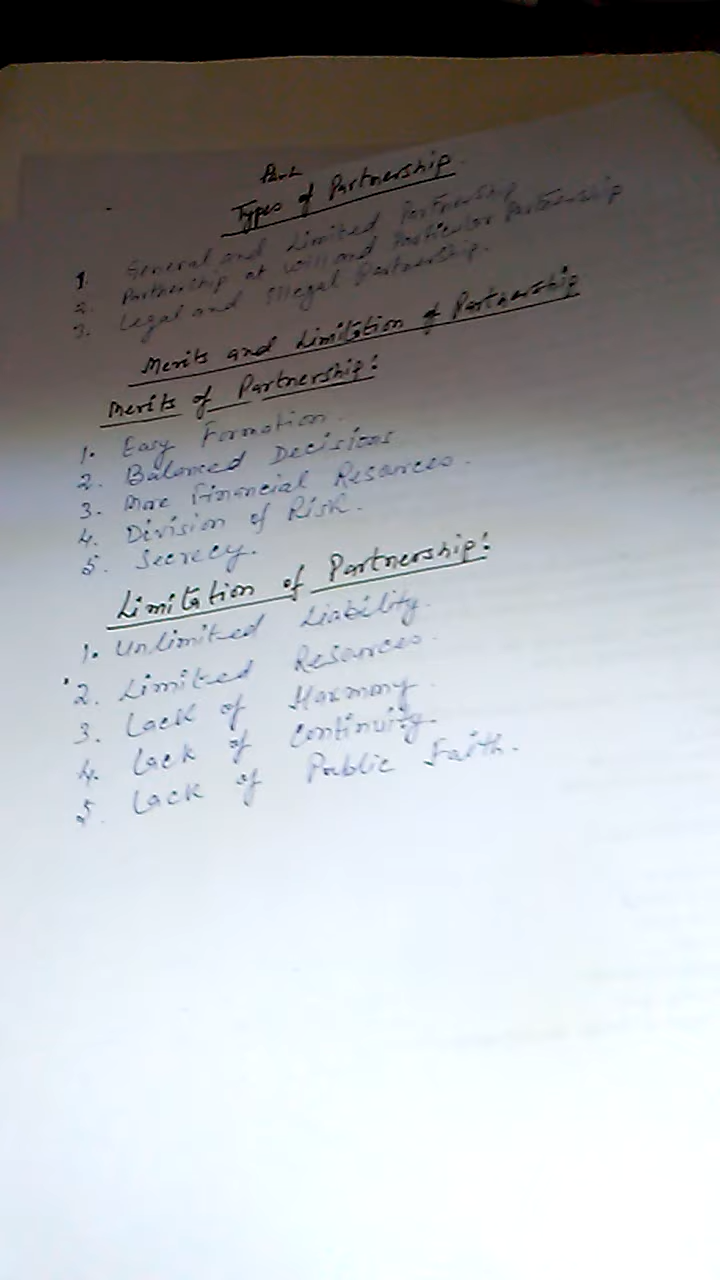 Types of Partnership.
1. General and Limited Partnership
2. Partnership at will and Particular Partnership
3. Legal and Illegal Partnership.
Merits and Limitation of Partnership
Merits of Partnership:
1. Easy Formation.
2. Balanced Decisions
3. More Financial Resources.
4. Division of Risk.
5. Secrecy.
Limitation of Partnership:
1. Unlimited Liability.
2. Limited Resources.
3. Lack of Harmony.
4. Lack of Continuity.
5. Lack of Public Faith.